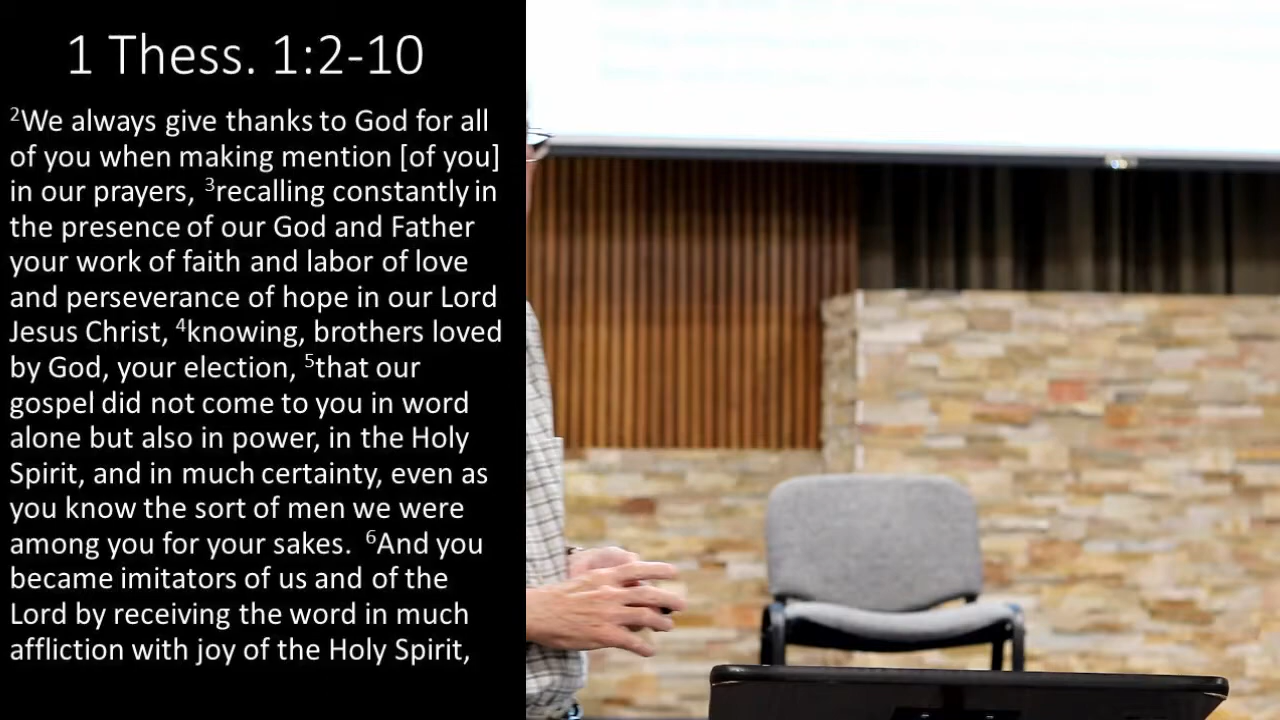 1 Thess. 1:2-10
²We always give thanks to God for all
of you when making mention [of you]
in our prayers, ³recalling constantly in
the presence of our God and Father
your work of faith and labor of love
and perseverance of hope in our Lord
Jesus Christ, ⁴knowing, brothers loved
by God, your election, ⁵that our
gospel did not come to you in word
alone but also in power, in the Holy
Spirit, and in much certainty, even as
you know the sort of men we were
among you for your sakes. ⁶And you
became imitators of us and of the
Lord by receiving the word in much
affliction with joy of the Holy Spirit,